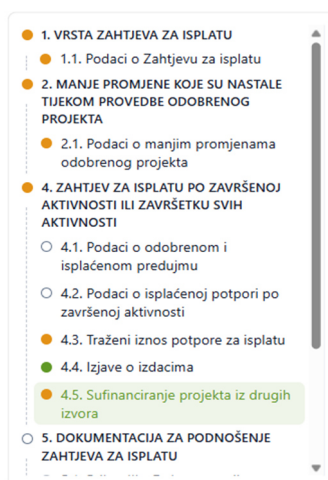 1. VRSTA ZAHTJEVA ZA ISPLATU
1.1. Podaci o Zahtjevu za isplatu
2. MANJE PROMJENE KOJE SU NASTALE
TIJEKOM PROVEDBE ODOBRENOG
PROJEKTA
2.1. Podaci o manjim promjenama
odobrenog projekta
4. ZAHTJEV ZA ISPLATU PO ZAVRŠENOJ
AKTIVNOSTI ILI ZAVRŠETKU SVIH
AKTIVNOSTI
4.1. Podaci o odobrenom i
isplaćenom predujmu
4.2. Podaci o isplaćenoj potpori po
završenoj aktivnosti
4.3. Traženi iznos potpore za isplatu
4.4. Izjave o izdacima
4.5. Sufinanciranje projekta iz drugih
izvora
5. DOKUMENTACIJA ZA PODNOŠENJE
ZAHTJEVA ZA ISPLATU